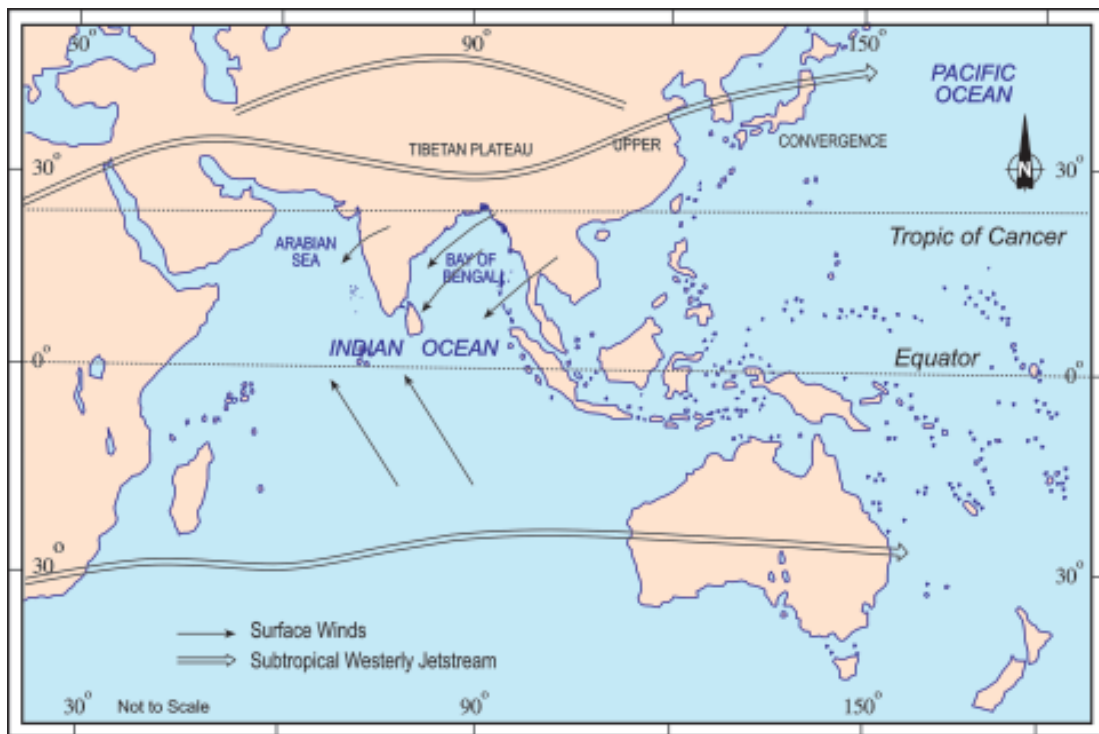 30°
90°
150°
PACIFIC
OCEAN
TIBETAN PLATEAU
UPPER
CONVERGENCE
N
30°
30°
ARABIAN
SEA
BAY OF
BENGAL
Tropic of Cancer
INDIAN OCEAN
Equator
0°
0°
30°
30°
Surface Winds
Subtropical Westerly Jetstream
30°
Not to Scale
90°
150°